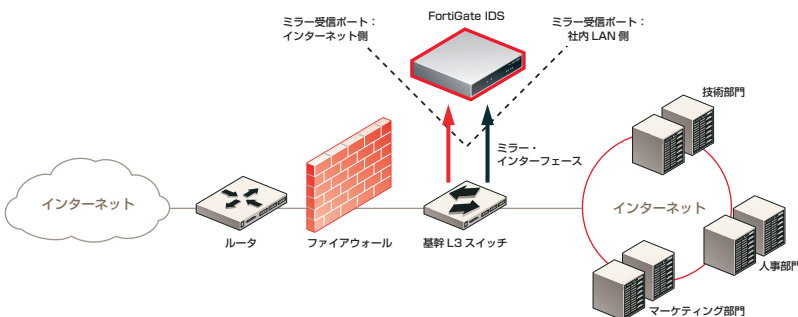 FortiGate IDS
ミラー受信ポート：
インターネット側
ミラー受信ポート：
社内 LAN 側
技術部門
ミラー・
インターフェース
インターネット
インターネット
ルータ
ファイアウォール
基幹 L3 スイッチ
人事部門
マーケティング部門